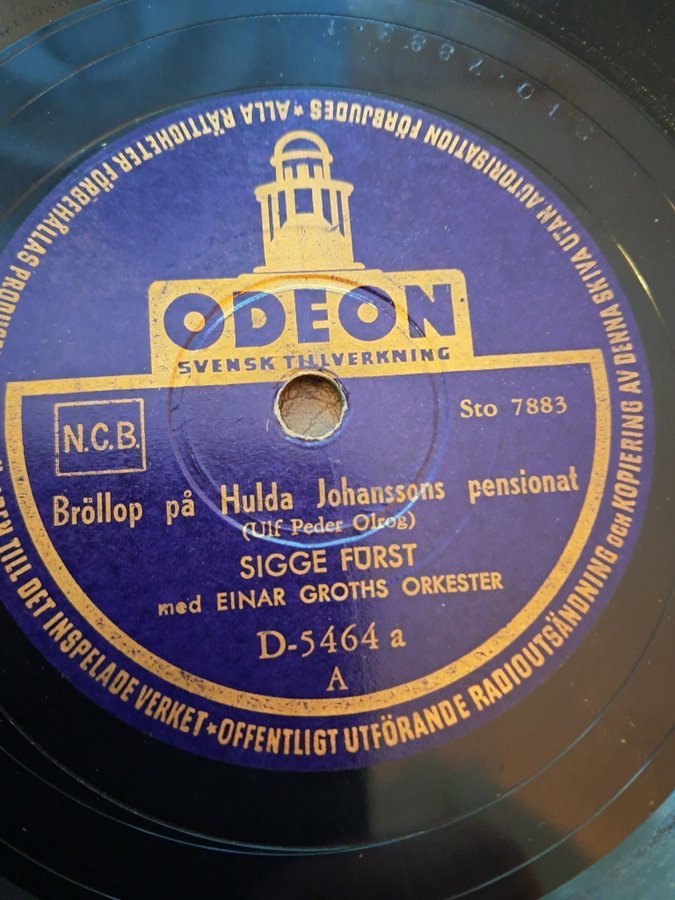 ODEON
SVENSK TILLVERKNING
N.C.B.
Sto 7883
Bröllop på Hulda Johanssons pensionat
(Ulf Peder Olrog)
SIGGE FÜRST
med EINAR GROTHS ORKESTER
D-5464 a
A
TILL DET INSPELADE VERKET ★ OFFENTLIGT UTFÖRANDE RADIOUTSÄNDNING OCH KOPIERING AV DENNA SKIVA UTAN AUTORISATION FÖRBJUDES ★ ALLA RÄTTIGHETER FÖRBEHÅLLAS